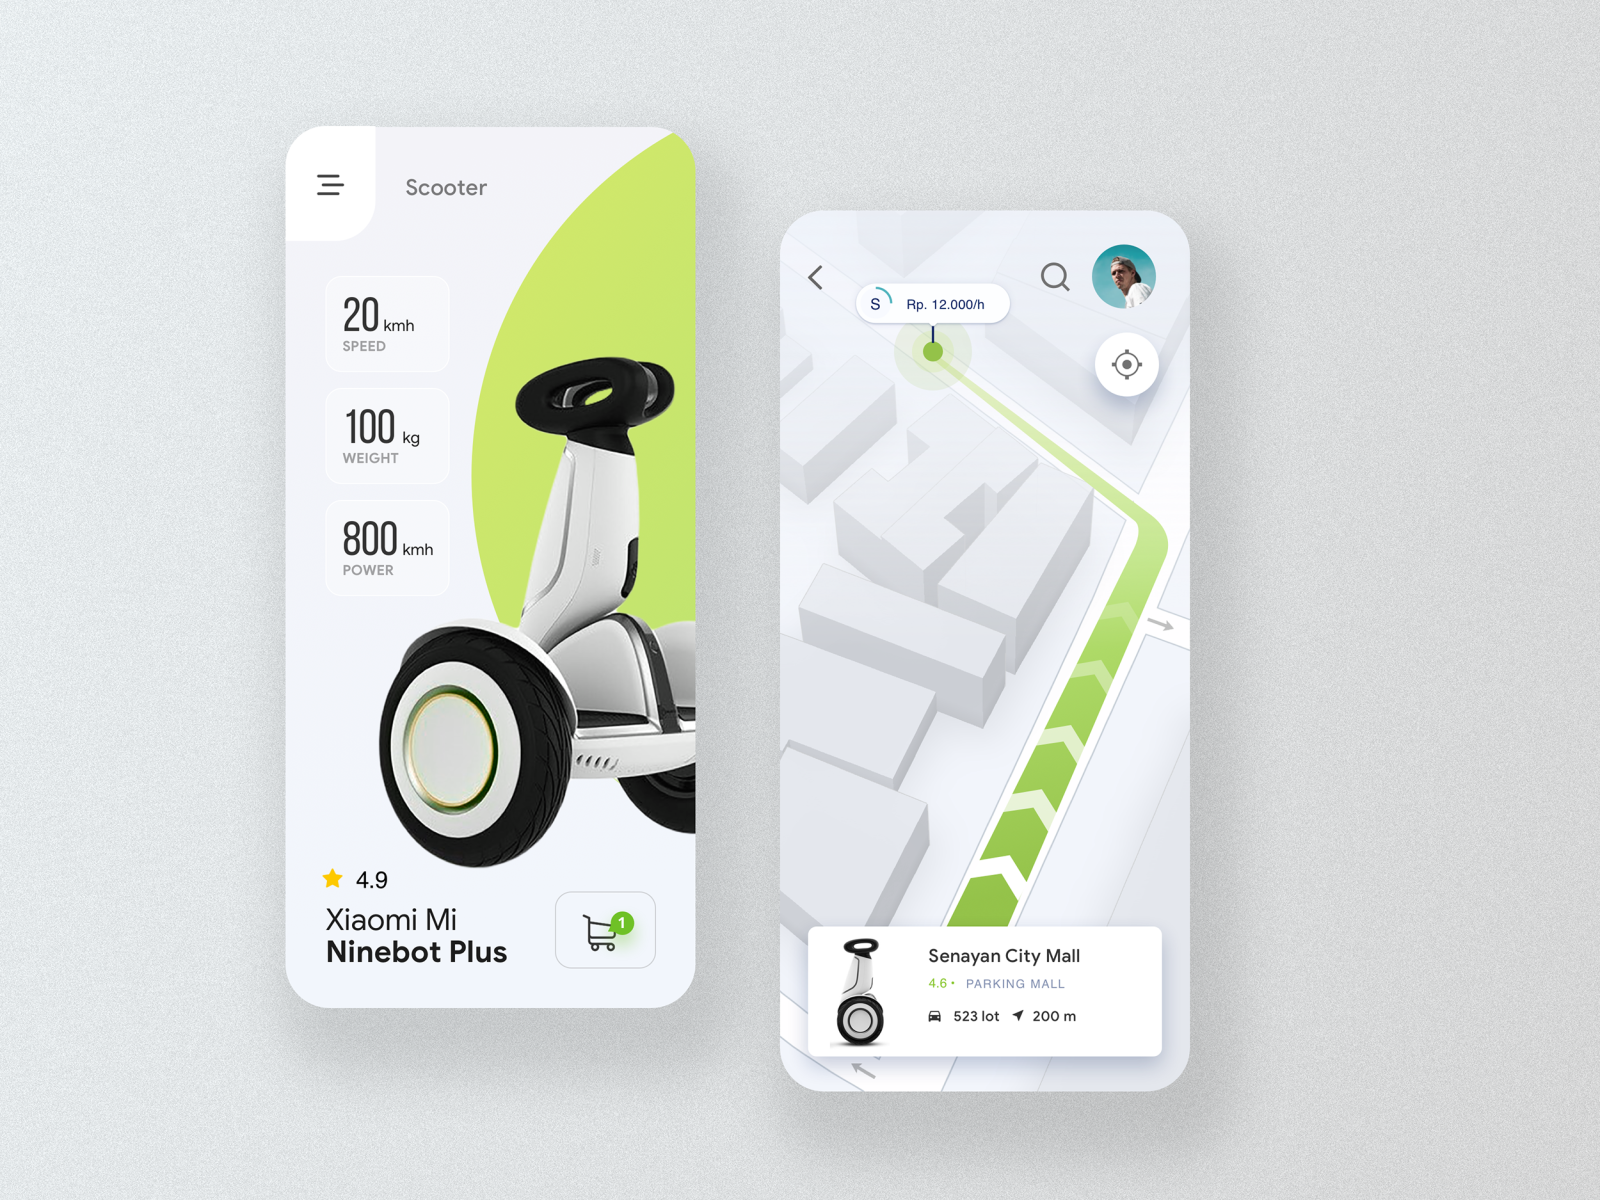 Scooter
20 kmh
SPEED
100 kg
WEIGHT
800 kmh
POWER
4.9
Xiaomi Mi
Ninebot Plus
1
S Rp. 12.000/h
Senayan City Mall
4.6 • PARKING MALL
523 lot 200 m